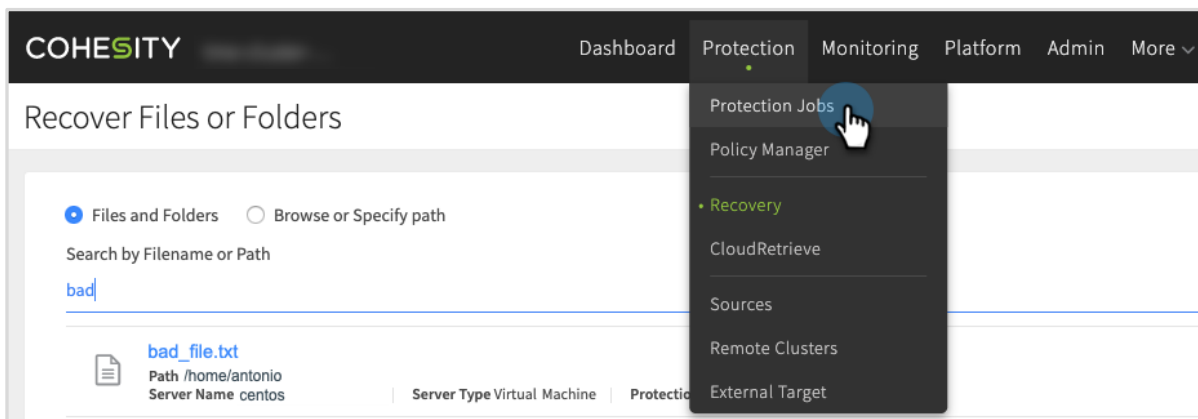 COHESITY Dashboard Protection Monitoring Platform Admin More
Recover Files or Folders
Protection Jobs
Policy Manager
Recovery
CloudRetrieve
Sources
Remote Clusters
External Target
Files and Folders Browse or Specify path
Search by Filename or Path
bad
bad_file.txt
Path /home/antonio
Server Name centos Server Type Virtual Machine